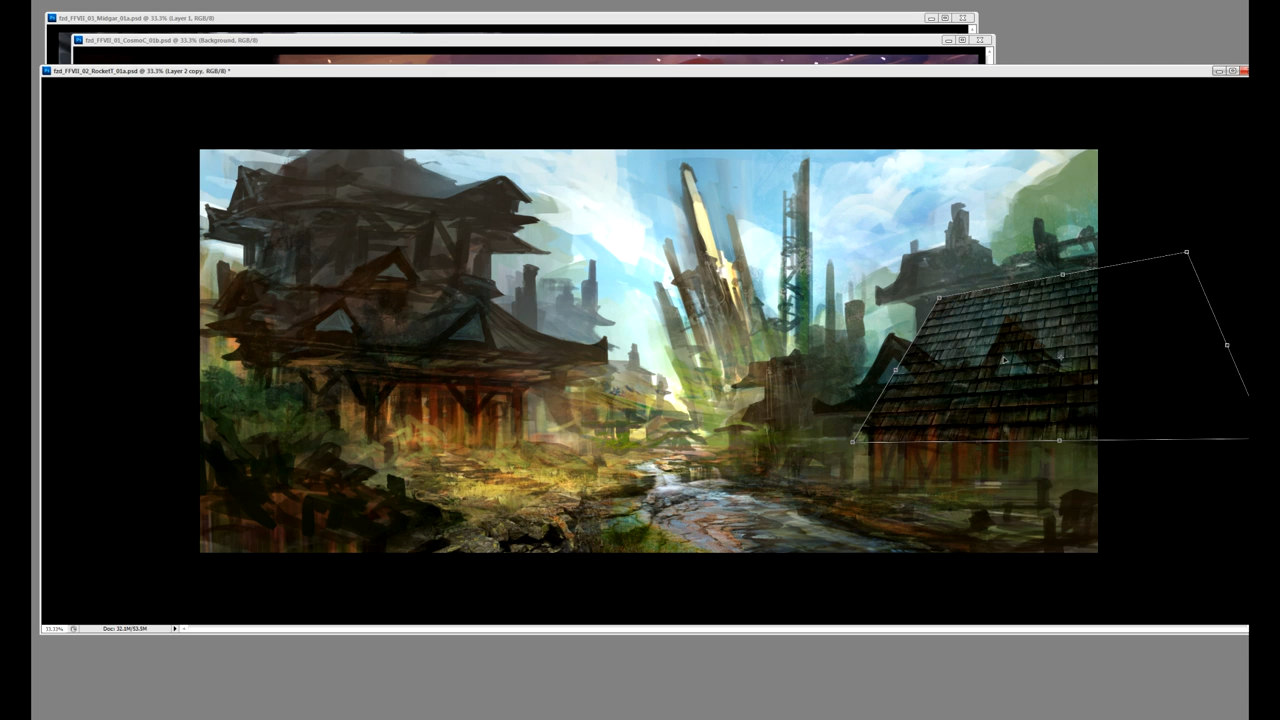 fzd_FFVII_03_Midgar_01a.psd @ 33.3% (Layer 1, RGB/8)
fzd_FFVII_01_CosmoC_01b.psd @ 33.3% (Background, RGB/8)
fzd_FFVII_02_RocketT_01a.psd @ 33.3% (Layer 2 copy, RGB/8) *
33.33% Doc: 32.1M/53.5M